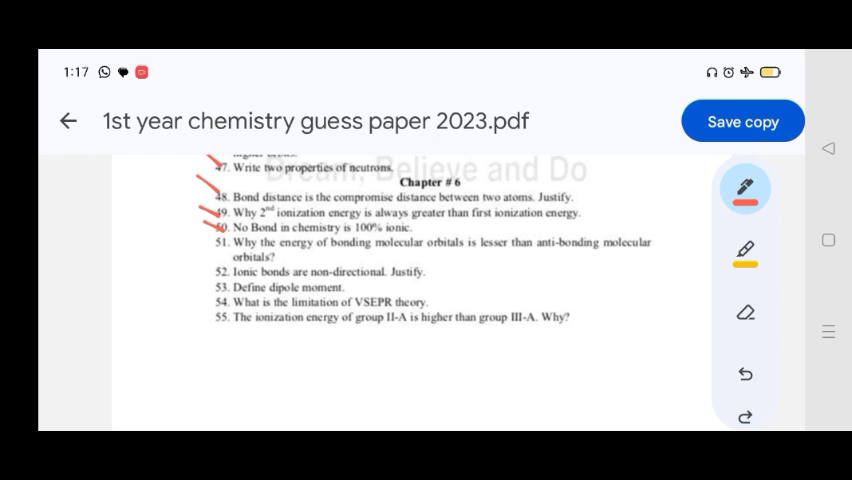 1:17
1st year chemistry guess paper 2023.pdf
Save copy
47. Write two properties of neutrons.
Dream, Believe and Do
Chapter # 6
48. Bond distance is the compromise distance between two atoms. Justify.
49. Why 2nd ionization energy is always greater than first ionization energy.
50. No Bond in chemistry is 100% ionic.
51. Why the energy of bonding molecular orbitals is lesser than anti-bonding molecular
orbitals?
52. Ionic bonds are non-directional. Justify.
53. Define dipole moment.
54. What is the limitation of VSEPR theory.
55. The ionization energy of group II-A is higher than group III-A. Why?